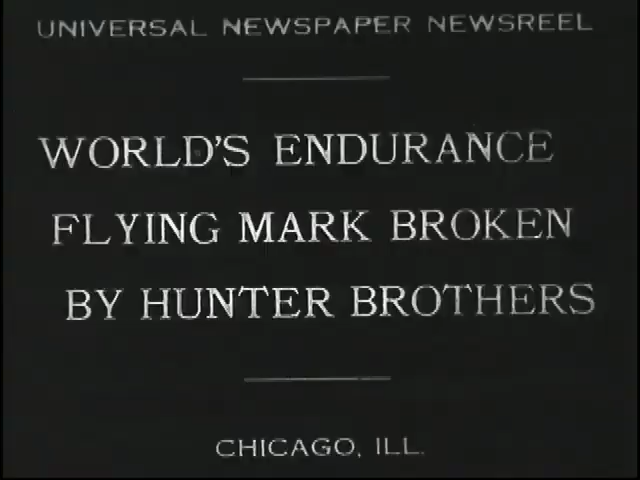 UNIVERSAL NEWSPAPER NEWSREEL
WORLD'S ENDURANCE
FLYING MARK BROKEN
BY HUNTER BROTHERS
CHICAGO, ILL.